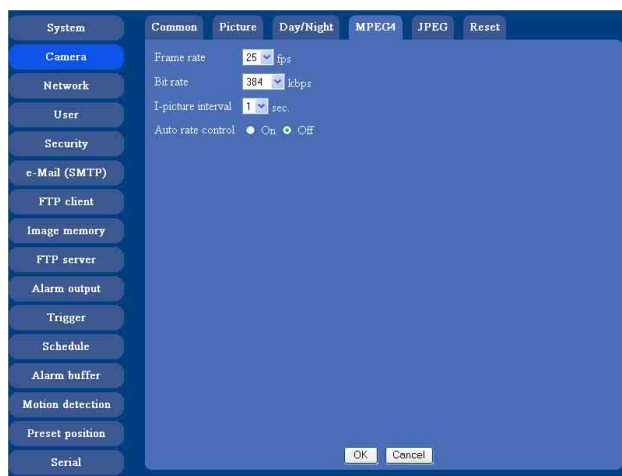 System
Camera
Network
User
Security
e-Mail (SMTP)
FTP client
Image memory
FTP server
Alarm output
Trigger
Schedule
Alarm buffer
Motion detection
Preset position
Serial
Common Picture Day/Night MPEG4 JPEG Reset
Frame rate 25 fps
Bit rate 384 kbps
I-picture interval 1 sec.
Auto rate control On Off
OK Cancel